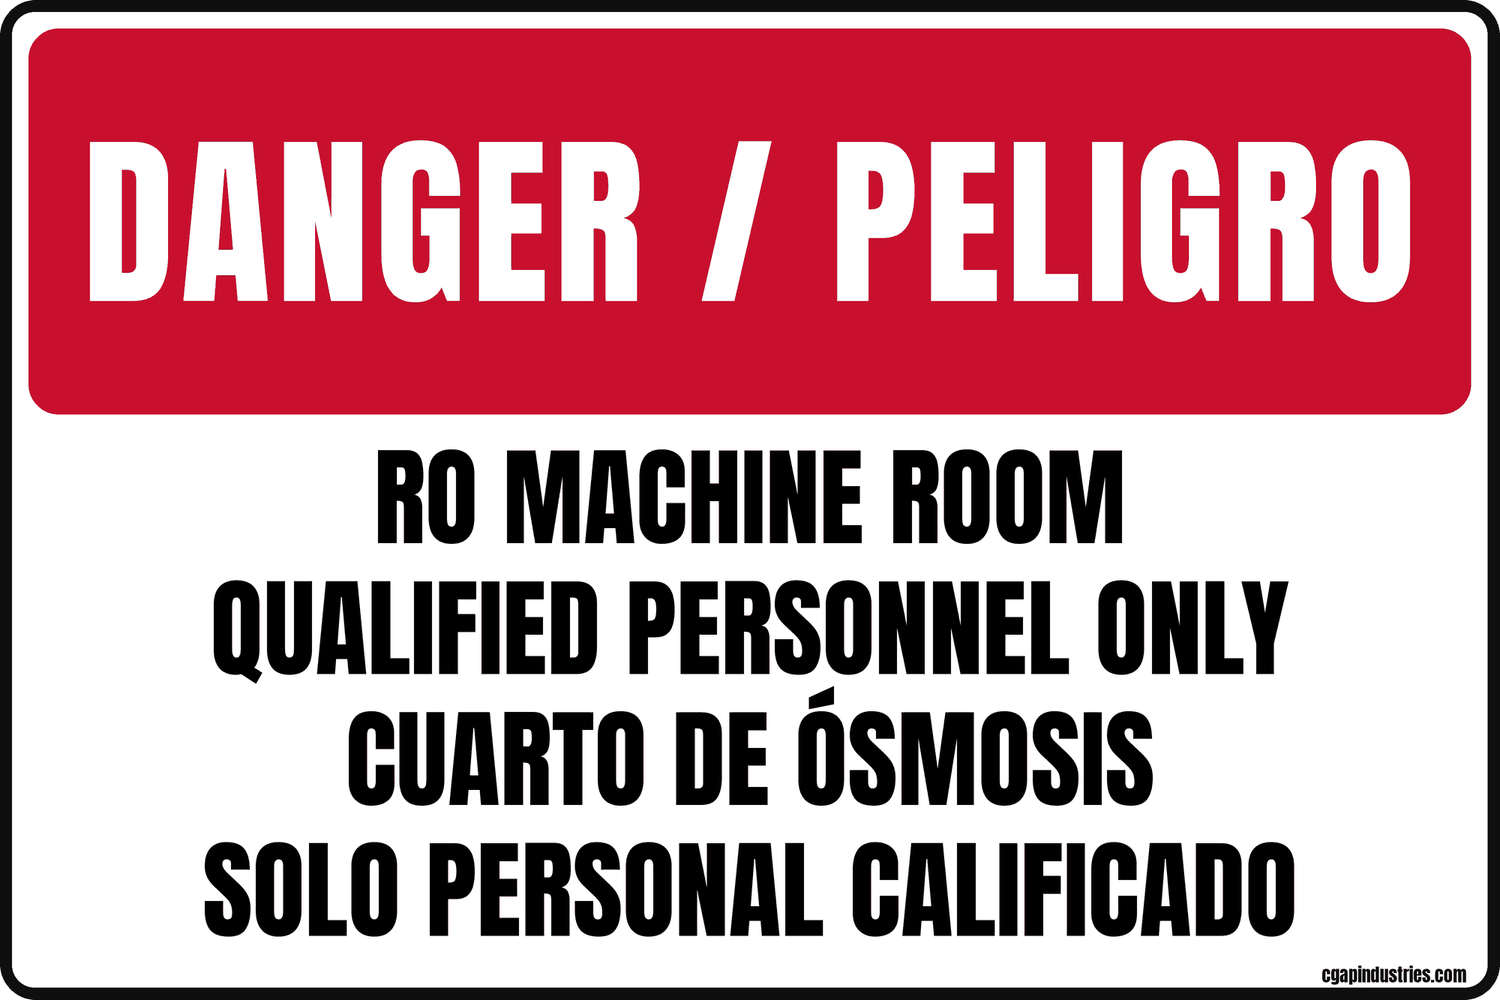 DANGER / PELIGRO
RO MACHINE ROOM
QUALIFIED PERSONNEL ONLY
CUARTO DE ÓSMOSIS
SOLO PERSONAL CALIFICADO
cgapindustries.com